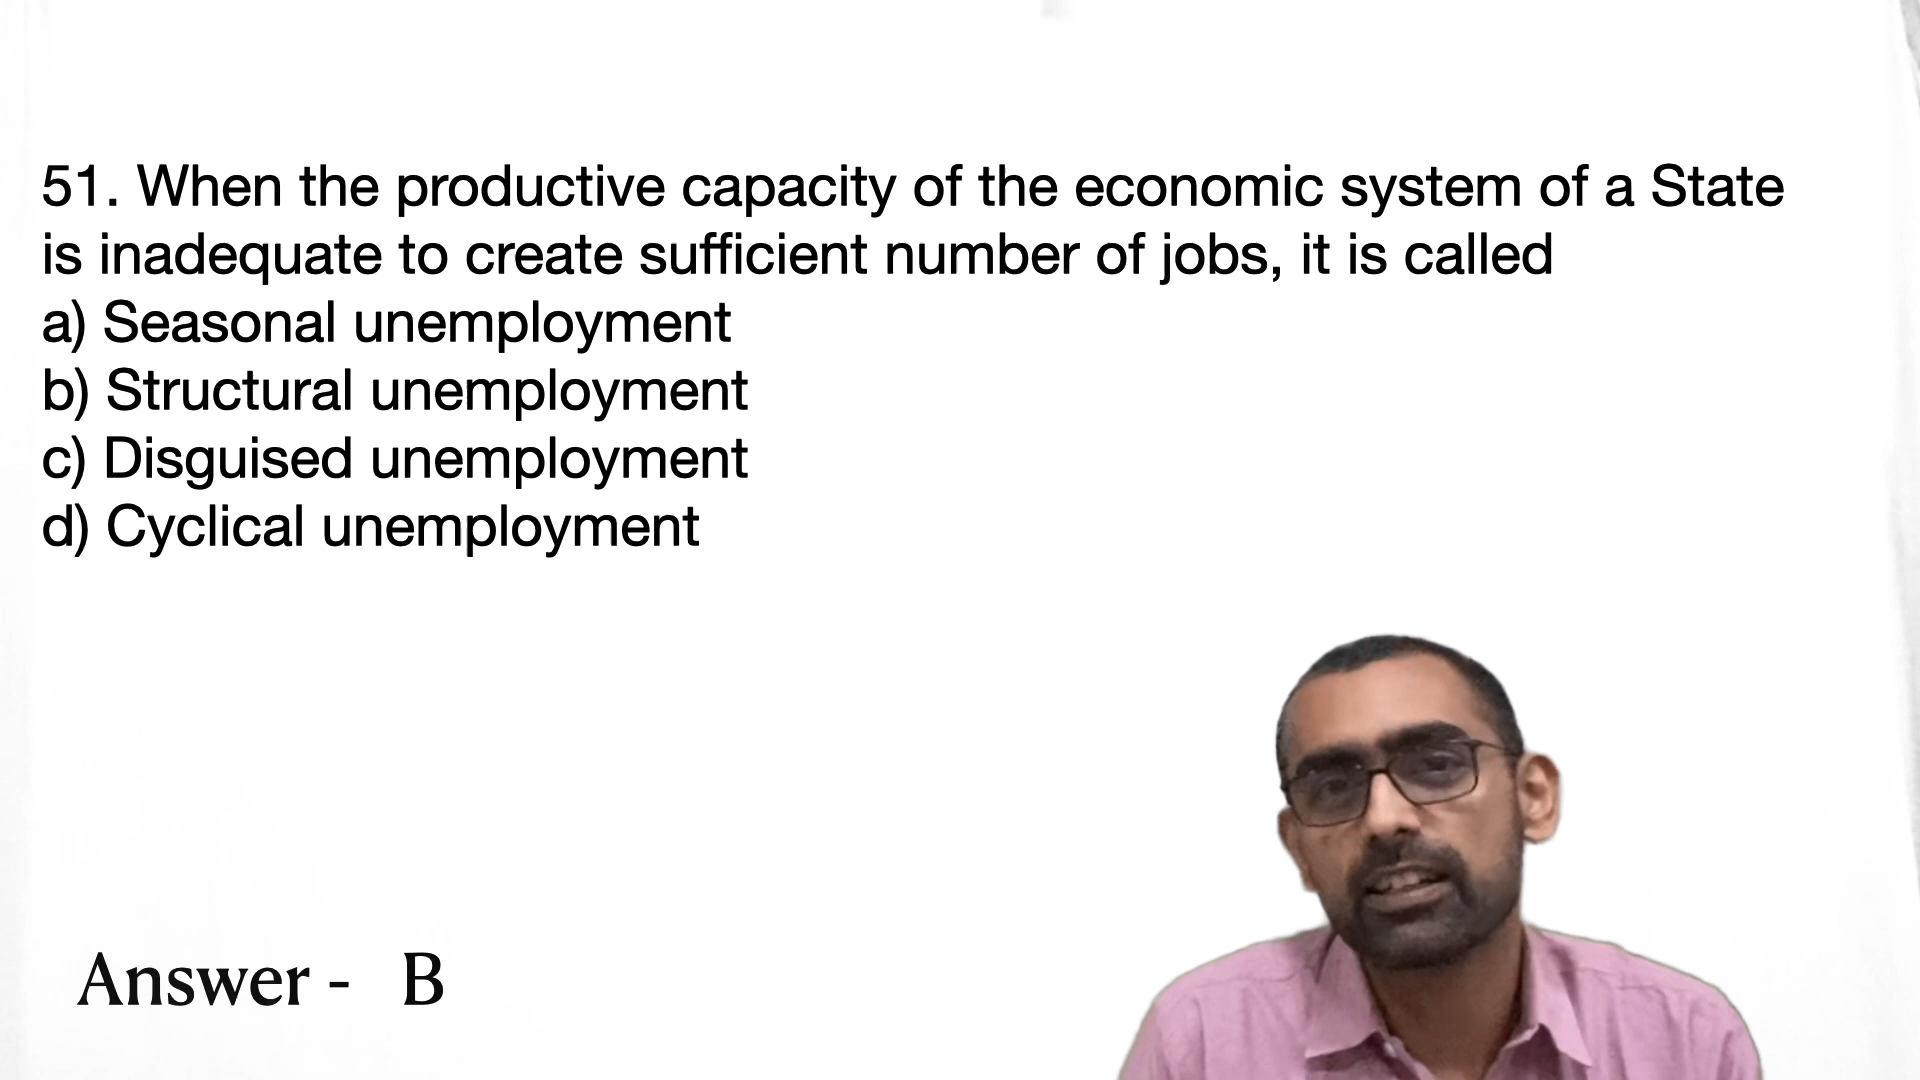 51. When the productive capacity of the economic system of a State
is inadequate to create sufficient number of jobs, it is called
a) Seasonal unemployment
b) Structural unemployment
c) Disguised unemployment
d) Cyclical unemployment
Answer - B